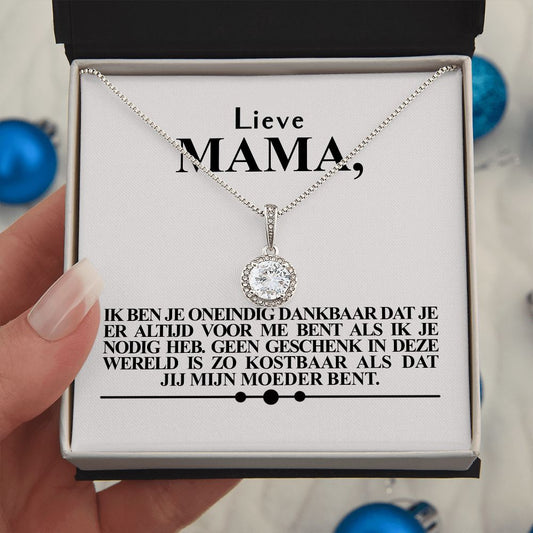 Lieve
MAMA,
IK BEN JE ONEINDIG DANKBAAR DAT JE
ER ALTIJD VOOR ME BENT ALS IK JE
NODIG HEB. GEEN GESCHENK IN DEZE
WERELD IS ZO KOSTBAAR ALS DAT
JIJ MIJN MOEDER BENT.